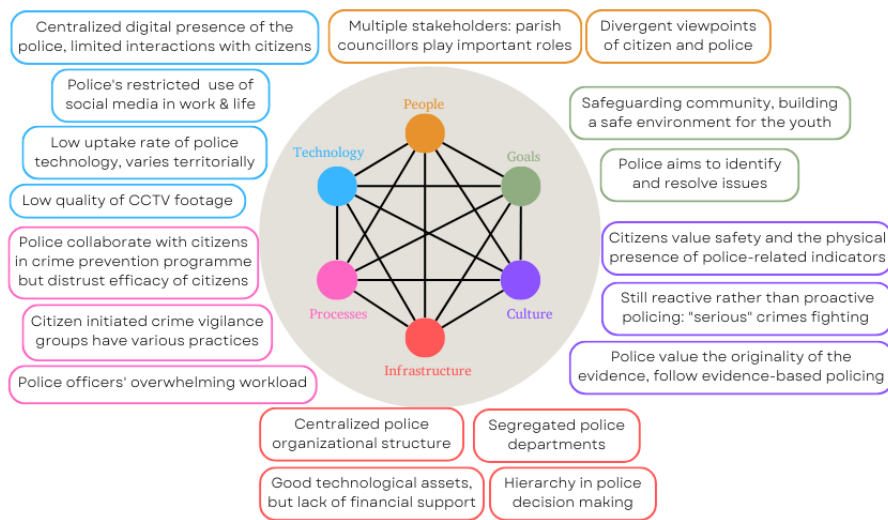 Centralized digital presence of the
police, limited interactions with citizens
Multiple stakeholders: parish
councillors play important roles
Divergent viewpoints
of citizen and police
Police's restricted use of
social media in work & life
Low uptake rate of police
technology, varies territorially
Low quality of CCTV footage
People
Technology
Goals
Processes
Culture
Infrastructure
Safeguarding community, building
a safe environment for the youth
Police aims to identify
and resolve issues
Police collaborate with citizens
in crime prevention programme
but distrust efficacy of citizens
Citizen initiated crime vigilance
groups have various practices
Police officers' overwhelming workload
Citizens value safety and the physical
presence of police-related indicators
Still reactive rather than proactive
policing: "serious" crimes fighting
Police value the originality of the
evidence, follow evidence-based policing
Centralized police
organizational structure
Segregated police
departments
Good technological assets,
but lack of financial support
Hierarchy in police
decision making